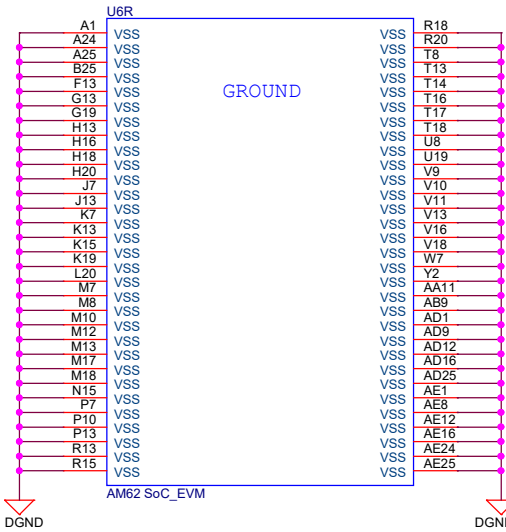 U6R
A1 VSS VSS R18
A24 VSS VSS R20
A25 VSS VSS T8
B25 VSS VSS T13
F13 VSS VSS T14
G13 VSS VSS T16
G19 VSS VSS T17
H13 VSS VSS T18
H16 VSS VSS U8
H18 VSS VSS U19
H20 VSS VSS V9
J7 VSS VSS V10
J13 VSS VSS V11
K7 VSS VSS V13
K13 VSS VSS V16
K15 VSS VSS V18
K19 VSS VSS W7
L20 VSS VSS Y2
M7 VSS VSS AA11
M8 VSS VSS AB9
M10 VSS VSS AD1
M12 VSS VSS AD9
M13 VSS VSS AD12
M17 VSS VSS AD16
M18 VSS VSS AD25
N15 VSS VSS AE1
P7 VSS VSS AE8
P10 VSS VSS AE12
P13 VSS VSS AE16
R13 VSS VSS AE24
R15 VSS VSS AE25
GROUND
AM62 SoC_EVM
DGND
DGND